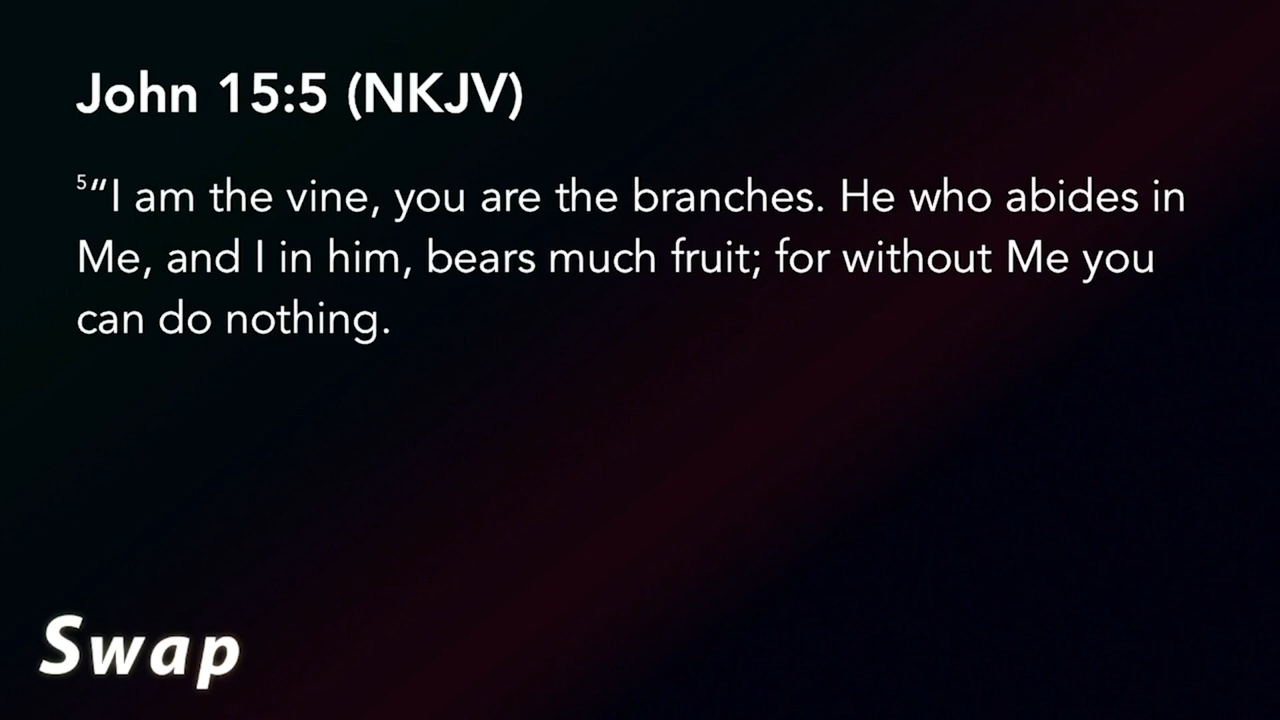 John 15:5 (NKJV)
⁵“I am the vine, you are the branches. He who abides in
Me, and I in him, bears much fruit; for without Me you
can do nothing.
Swap